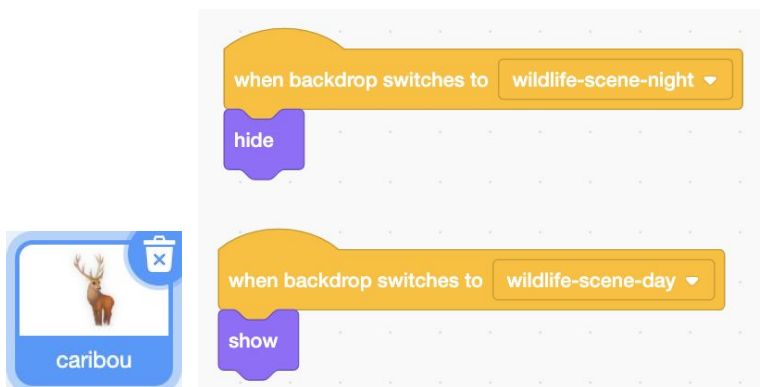 when backdrop switches to wildlife-scene-night
hide
when backdrop switches to wildlife-scene-day
show
caribou